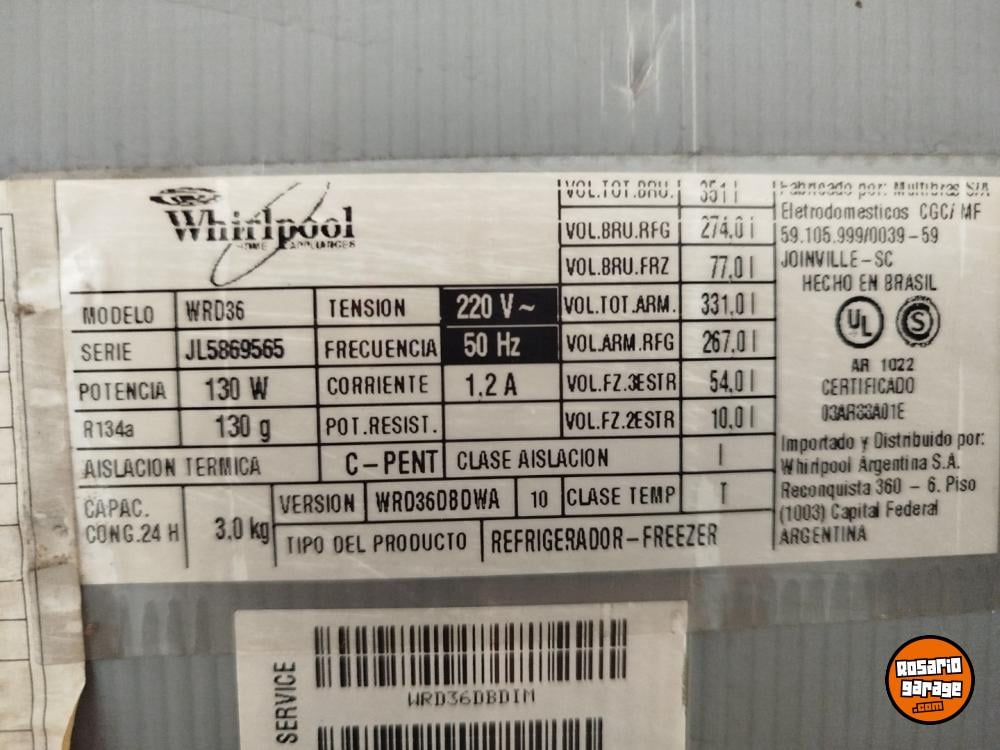 Whirlpool
HOME APPLIANCES
MODELO WRD36
SERIE JL5869565
POTENCIA 130 W
R134a 130 g
TENSION 220 V ~
FRECUENCIA 50 Hz
CORRIENTE 1,2 A
POT.RESIST.
AISLACION TERMICA C-PENT CLASE AISLACION I
CAPAC.
CONG.24 H 3.0 kg
VERSION WRD36DBDWA 10 CLASE TEMP T
TIPO DEL PRODUCTO REFRIGERADOR-FREEZER
VOL.TOT.BRU. 351 l
VOL.BRU.RFG 274,0 l
VOL.BRU.FRZ 77,0 l
VOL.TOT.ARM. 331,0 l
VOL.ARM.RFG 267,0 l
VOL.FZ.3ESTR 54,0 l
VOL.FZ.2ESTR 10,0 l
Fabricado por: Multibras S/A
Eletrodomesticos CGC/MF
59.105.999/0039-59
JOINVILLE-SC
HECHO EN BRASIL
UL S
AR 1022
CERTIFICADO
Importado y Distribuido por:
Whirlpool Argentina S.A.
Reconquista 360 - 6. Piso
(1003) Capital Federal
ARGENTINA
SERVICE
WRD36DBDIM
Rosario
garage
.com